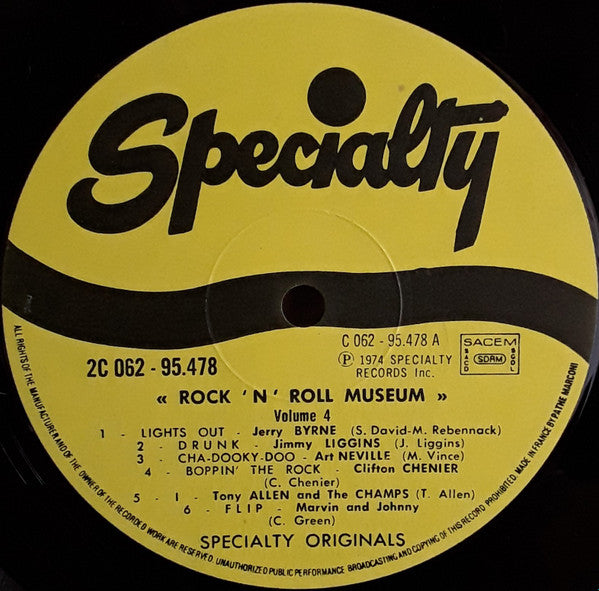 Specialty
2C 062 - 95.478
C 062 - 95.478 A
℗ 1974 SPECIALTY
RECORDS Inc.
SACEM
SACD
SDRM
SGDL
« ROCK 'N' ROLL MUSEUM »
Volume 4
1 - LIGHTS OUT - Jerry BYRNE (S. David-M. Rebennack)
2 - DRUNK - Jimmy LIGGINS (J. Liggins)
3 - CHA-DOOKY-DOO - Art NEVILLE (M. Vince)
4 - BOPPIN' THE ROCK - Clifton CHENIER
(C. Chenier)
5 - I - Tony ALLEN and The CHAMPS (T. Allen)
6 - FLIP - Marvin and Johnny
(C. Green)
SPECIALTY ORIGINALS
ALL RIGHTS OF THE MANUFACTURER AND OF THE OWNER OF THE RECORDED WORK ARE RESERVED. UNAUTHORIZED PUBLIC PERFORMANCE BROADCASTING AND COPYING OF THIS RECORD PROHIBITED. MADE IN FRANCE BY PATHE MARCONI